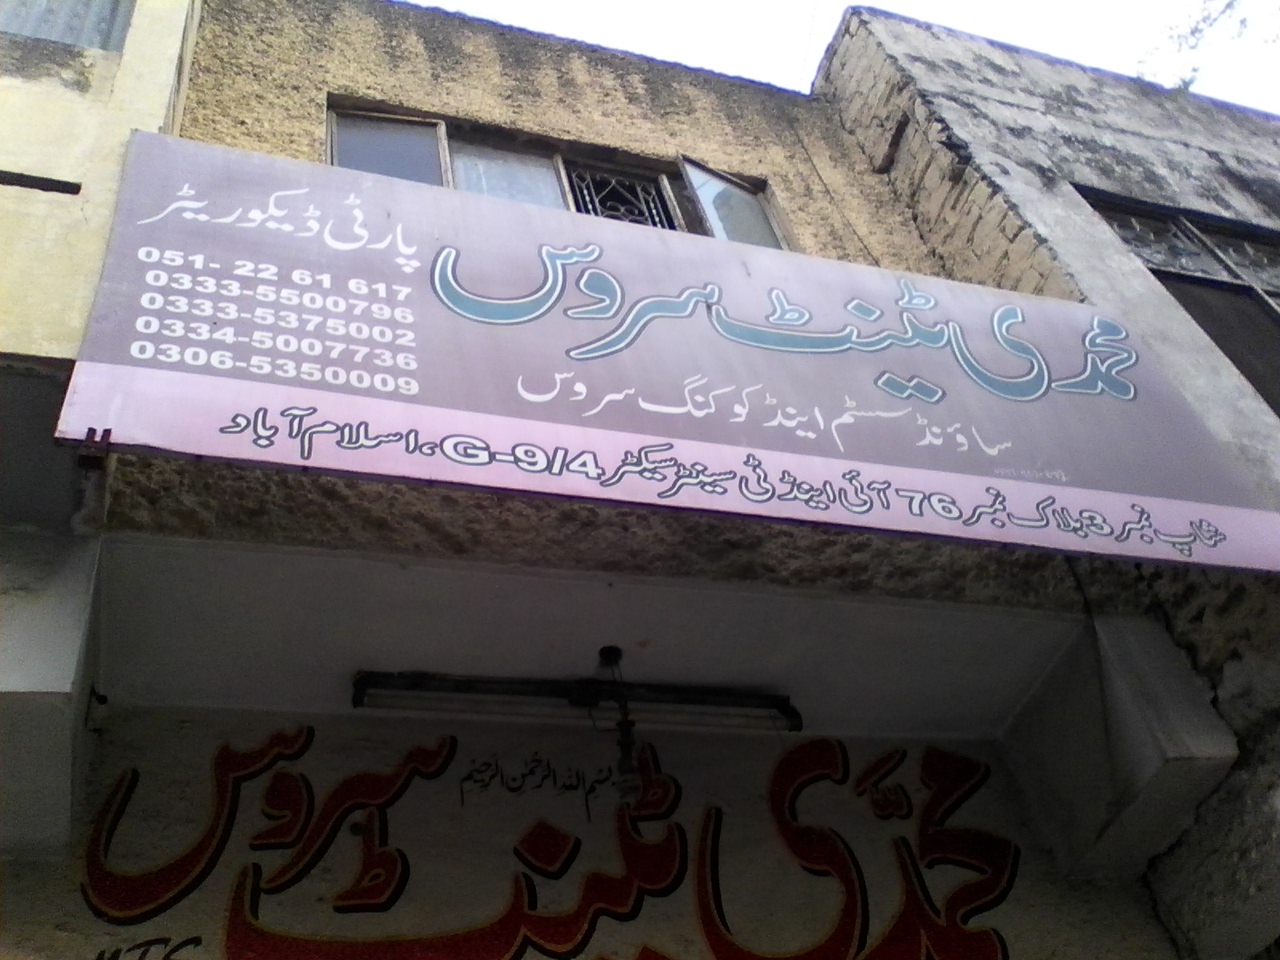 محمدی ٹینٹ سروس
پارٹی ڈیکوریٹر
ساؤنڈ سسٹم اینڈ کوکنگ سروس
051- 22 61 617
0333-5500796
0333-5375002
0334-5007736
0306-5350009
شاپ نمبر 3 بلاک نمبر 76 آئی اینڈ ٹی سینٹر سیکٹر G-9/4، اسلام آباد
بسم اللہ الرحمٰن الرحیم
محمدی ٹینٹ سروس
MTS